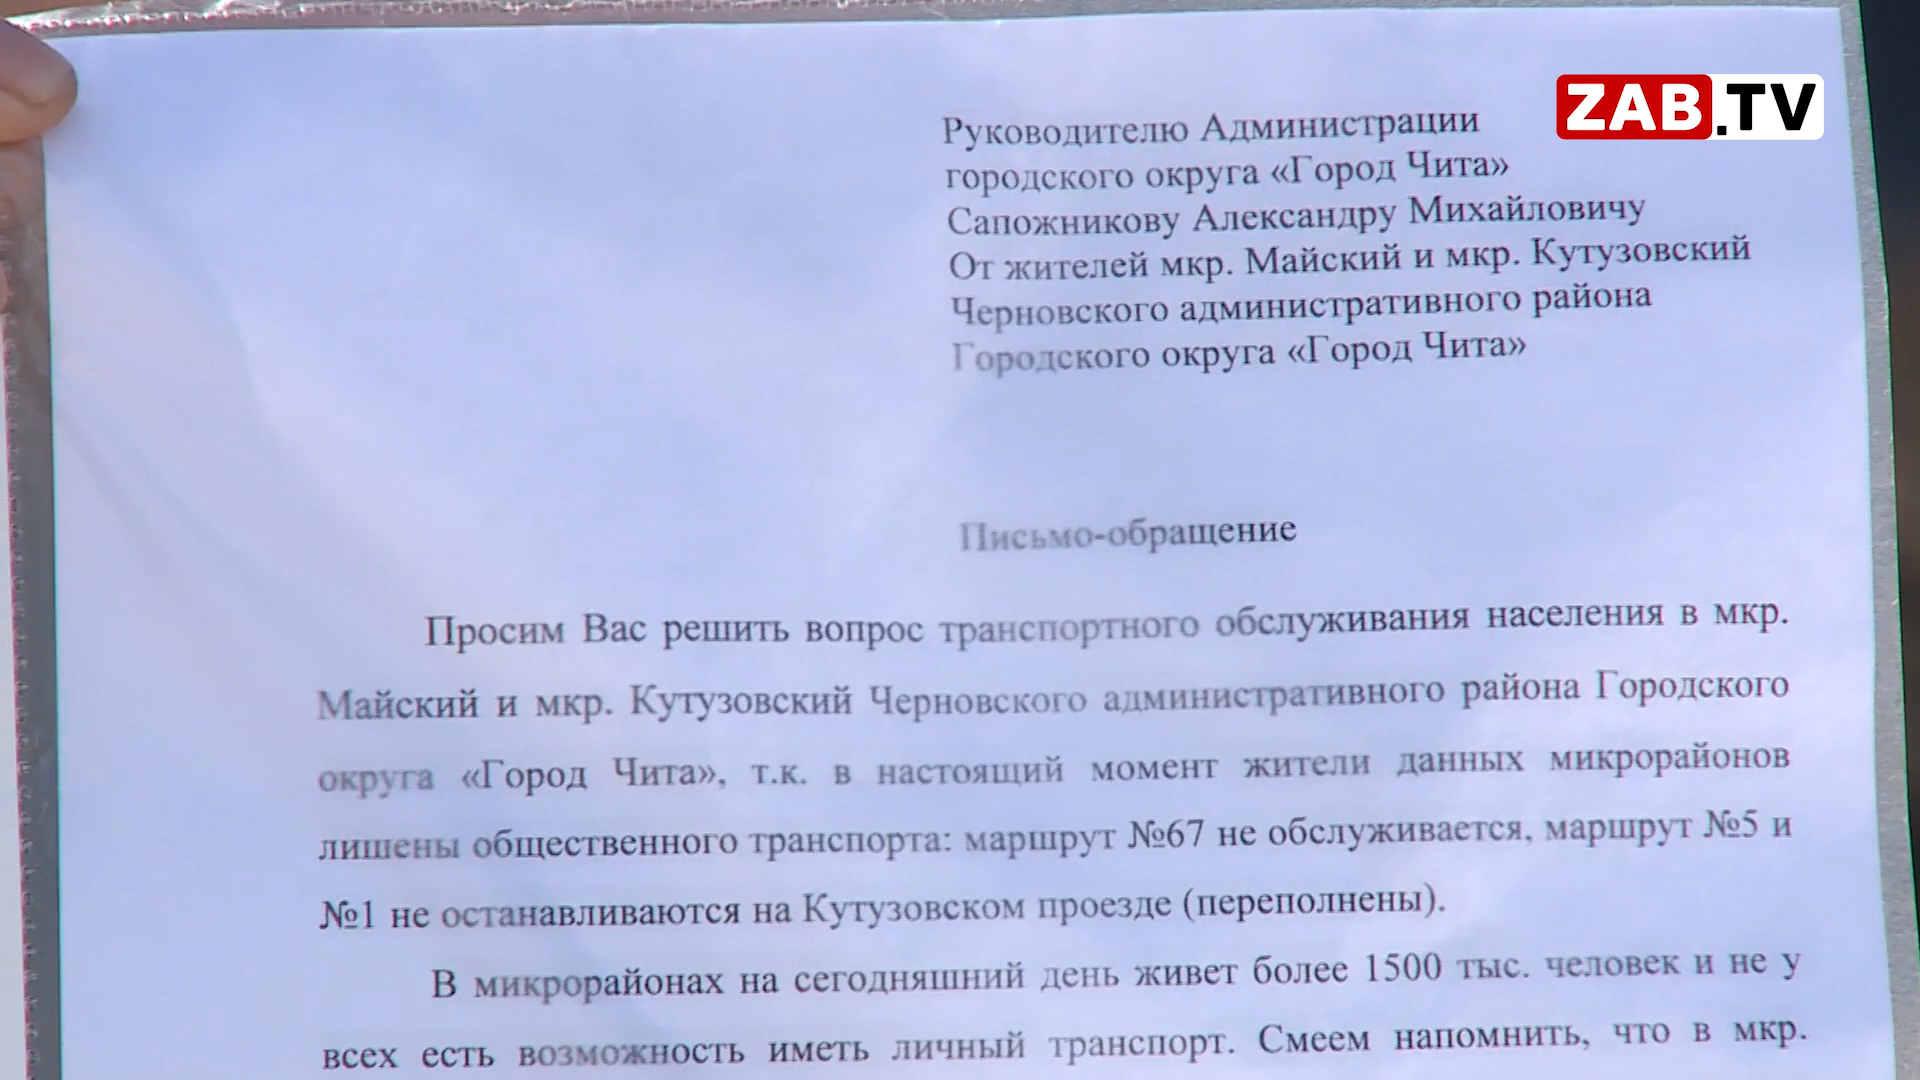 ZAB.TV
Руководителю Администрации
городского округа «Город Чита»
Сапожникову Александру Михайловичу
От жителей мкр. Майский и мкр. Кутузовский
Черновского административного района
Городского округа «Город Чита»
Письмо-обращение
Просим Вас решить вопрос транспортного обслуживания населения в мкр.
Майский и мкр. Кутузовский Черновского административного района Городского
округа «Город Чита», т.к. в настоящий момент жители данных микрорайонов
лишены общественного транспорта: маршрут №67 не обслуживается, маршрут №5 и
№1 не останавливаются на Кутузовском проезде (переполнены).
В микрорайонах на сегодняшний день живет более 1500 тыс. человек и не у
всех есть возможность иметь личный транспорт. Смеем напомнить, что в мкр.